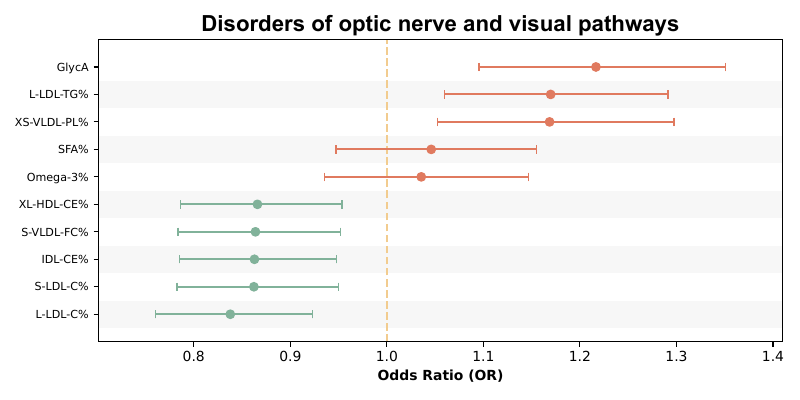 Disorders of optic nerve and visual pathways
GlycA
L-LDL-TG%
XS-VLDL-PL%
SFA%
Omega-3%
XL-HDL-CE%
S-VLDL-FC%
IDL-CE%
S-LDL-C%
L-LDL-C%
0.8 0.9 1.0 1.1 1.2 1.3 1.4
Odds Ratio (OR)